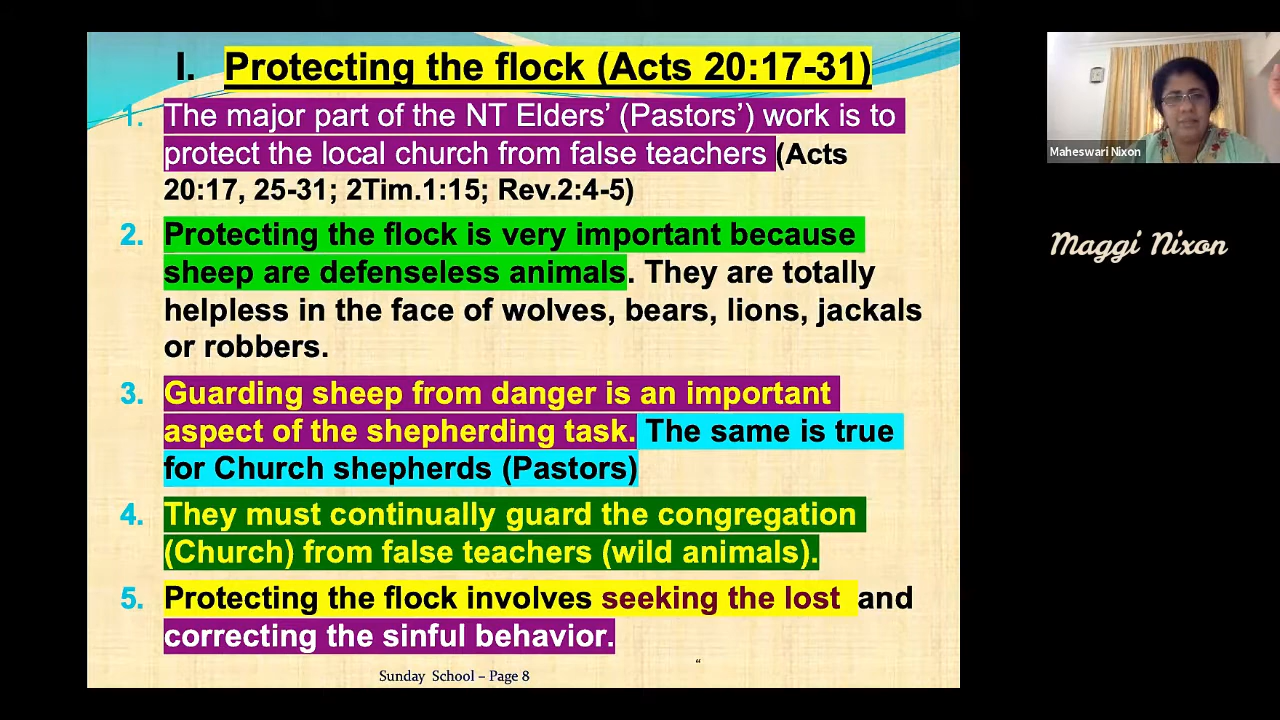 I. Protecting the flock (Acts 20:17-31)
1. The major part of the NT Elders’ (Pastors’) work is to
protect the local church from false teachers (Acts
20:17, 25-31; 2Tim.1:15; Rev.2:4-5)
2. Protecting the flock is very important because
sheep are defenseless animals. They are totally
helpless in the face of wolves, bears, lions, jackals
or robbers.
3. Guarding sheep from danger is an important
aspect of the shepherding task. The same is true
for Church shepherds (Pastors)
4. They must continually guard the congregation
(Church) from false teachers (wild animals).
5. Protecting the flock involves seeking the lost and
correcting the sinful behavior.
“
Sunday School – Page 8
Maheswari Nixon
Maggi Nixon